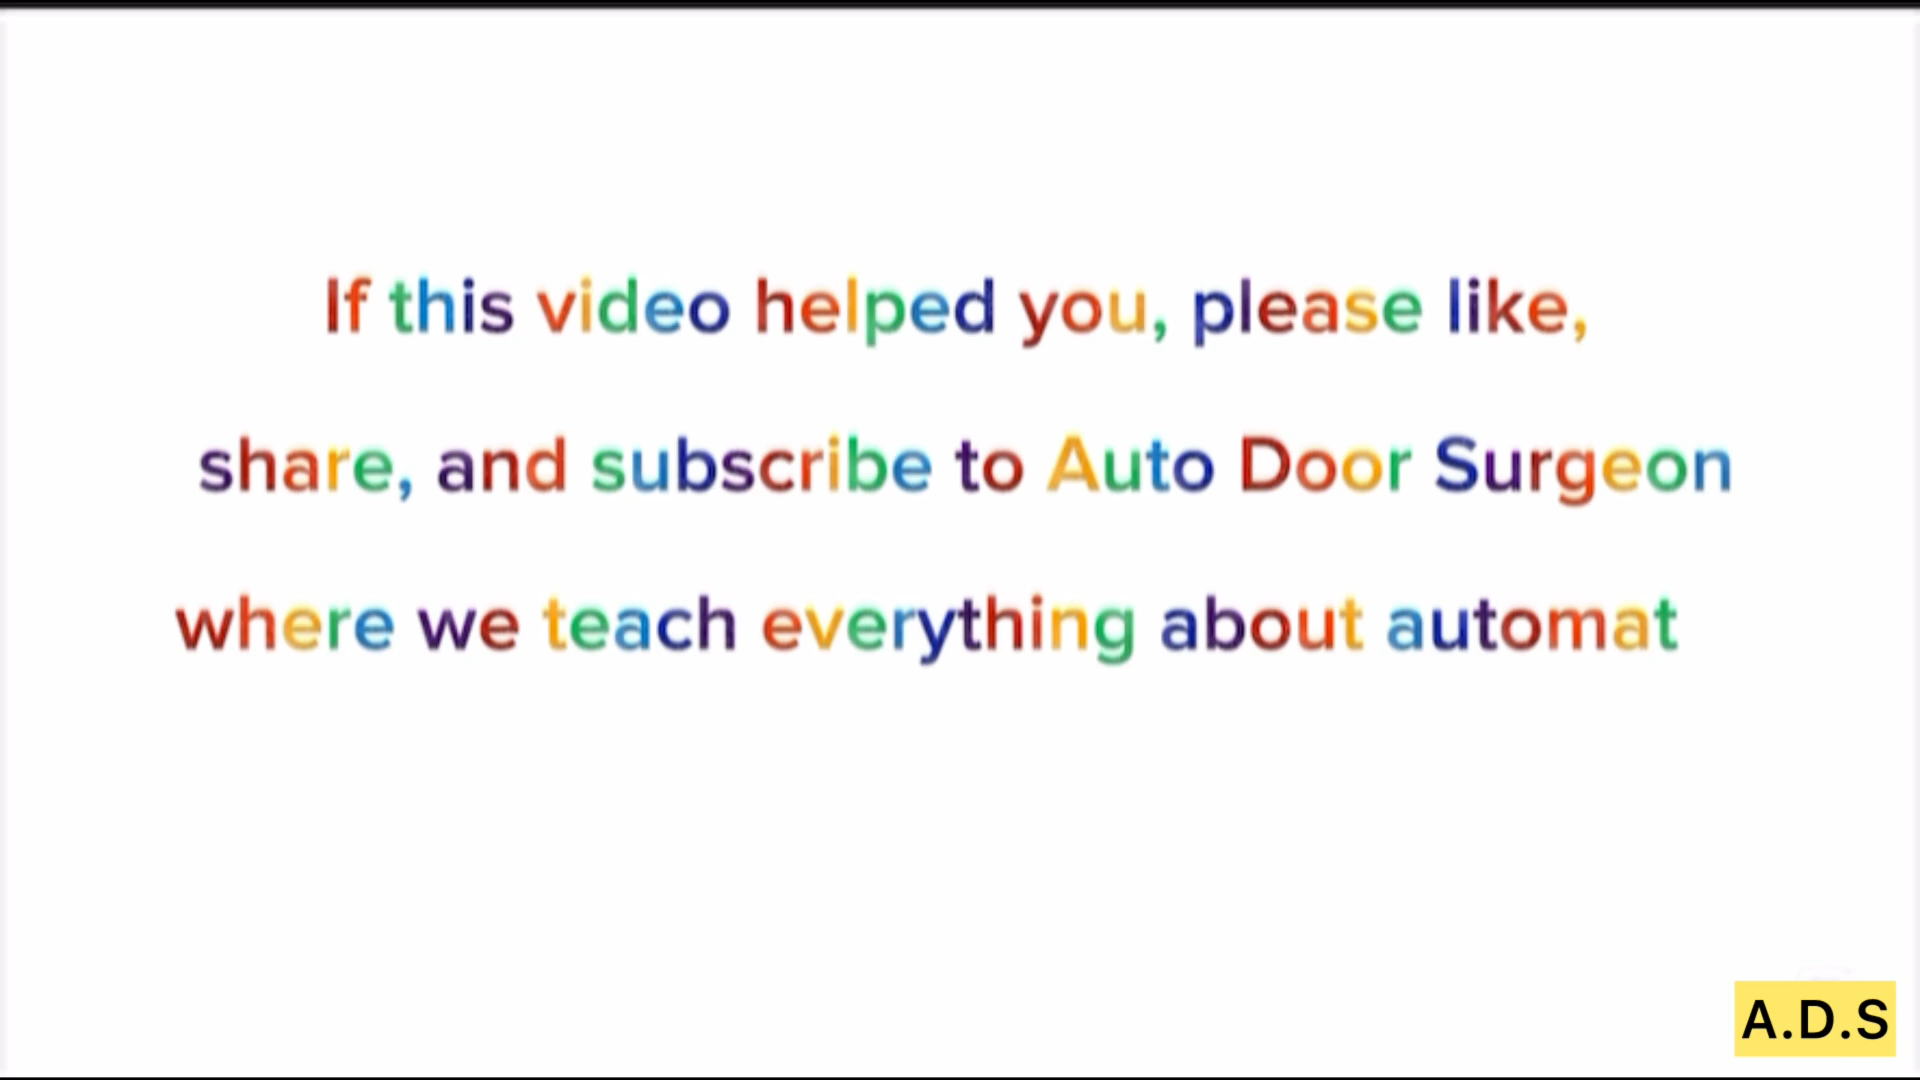 If this video helped you, please like,
share, and subscribe to Auto Door Surgeon
where we teach everything about automat
A.D.S